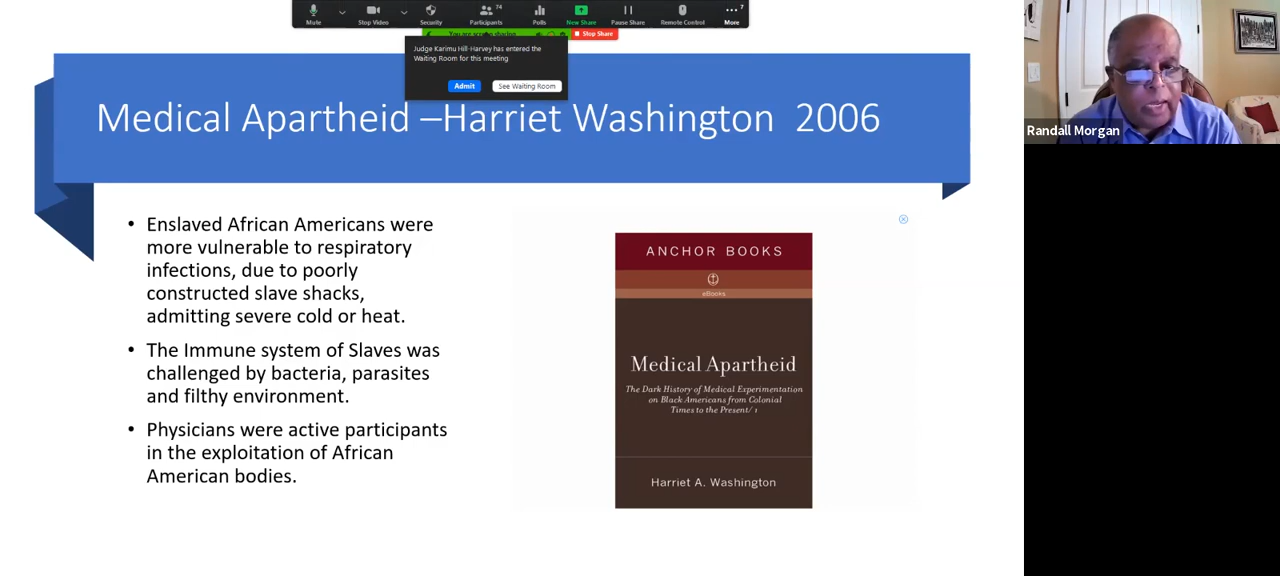 74
7
Mute
Stop Video
Security
Participants
Polls
New Share
Pause Share
Remote Control
More
You are screen sharing
Stop Share
Judge Karimu Hill-Harvey has entered the
Waiting Room for this meeting
Admit
See Waiting Room
Randall Morgan
Medical Apartheid –Harriet Washington 2006
• Enslaved African Americans were
more vulnerable to respiratory
infections, due to poorly
constructed slave shacks,
admitting severe cold or heat.
• The Immune system of Slaves was
challenged by bacteria, parasites
and filthy environment.
• Physicians were active participants
in the exploitation of African
American bodies.
ANCHOR BOOKS
eBooks
Medical Apartheid
The Dark History of Medical Experimentation
on Black Americans from Colonial
Times to the Present/ 1
Harriet A. Washington